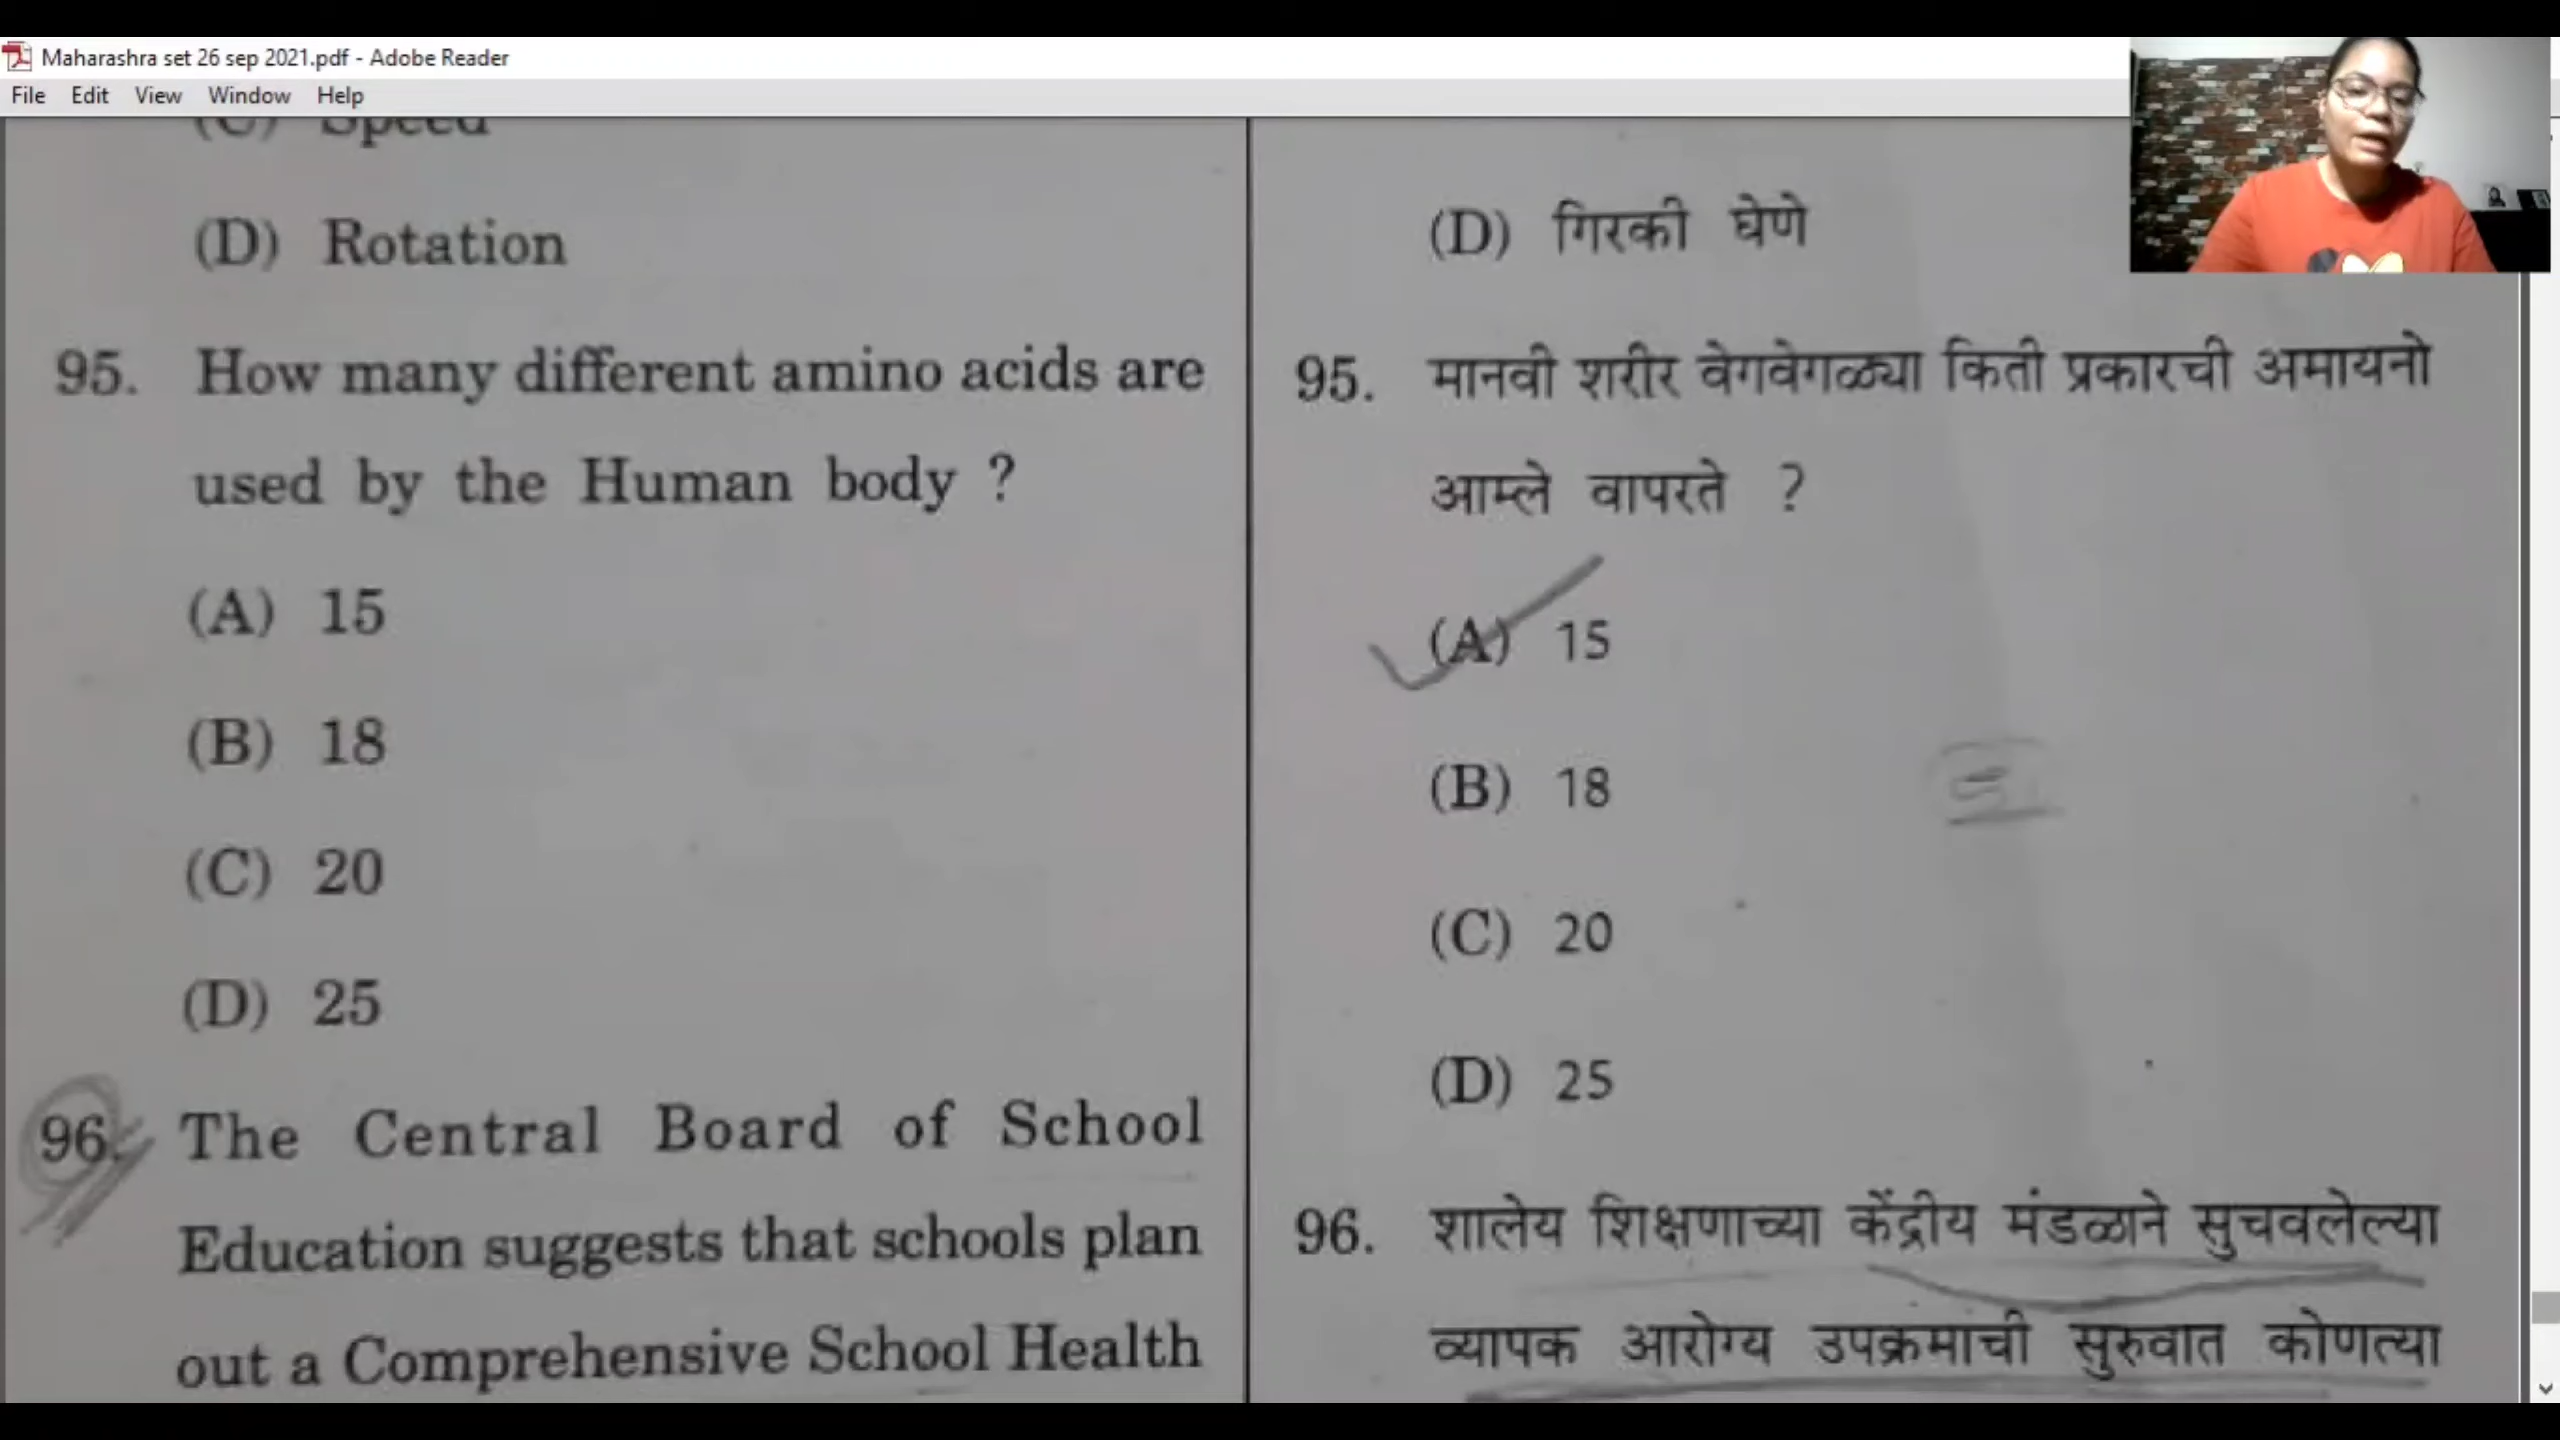 Maharashra set 26 sep 2021.pdf - Adobe Reader
File Edit View Window Help
(C) Speed
(D) Rotation
95. How many different amino acids are
used by the Human body ?
(A) 15
(B) 18
(C) 20
(D) 25
96. The Central Board of School
Education suggests that schools plan
out a Comprehensive School Health
(D) गिरकी घेणे
95. मानवी शरीर वेगवेगळ्या किती प्रकारची अमायनो
आम्ले वापरते ?
(A) 15
(B) 18
(C) 20
(D) 25
96. शालेय शिक्षणाच्या केंद्रीय मंडळाने सुचवलेल्या
व्यापक आरोग्य उपक्रमाची सुरुवात कोणत्या